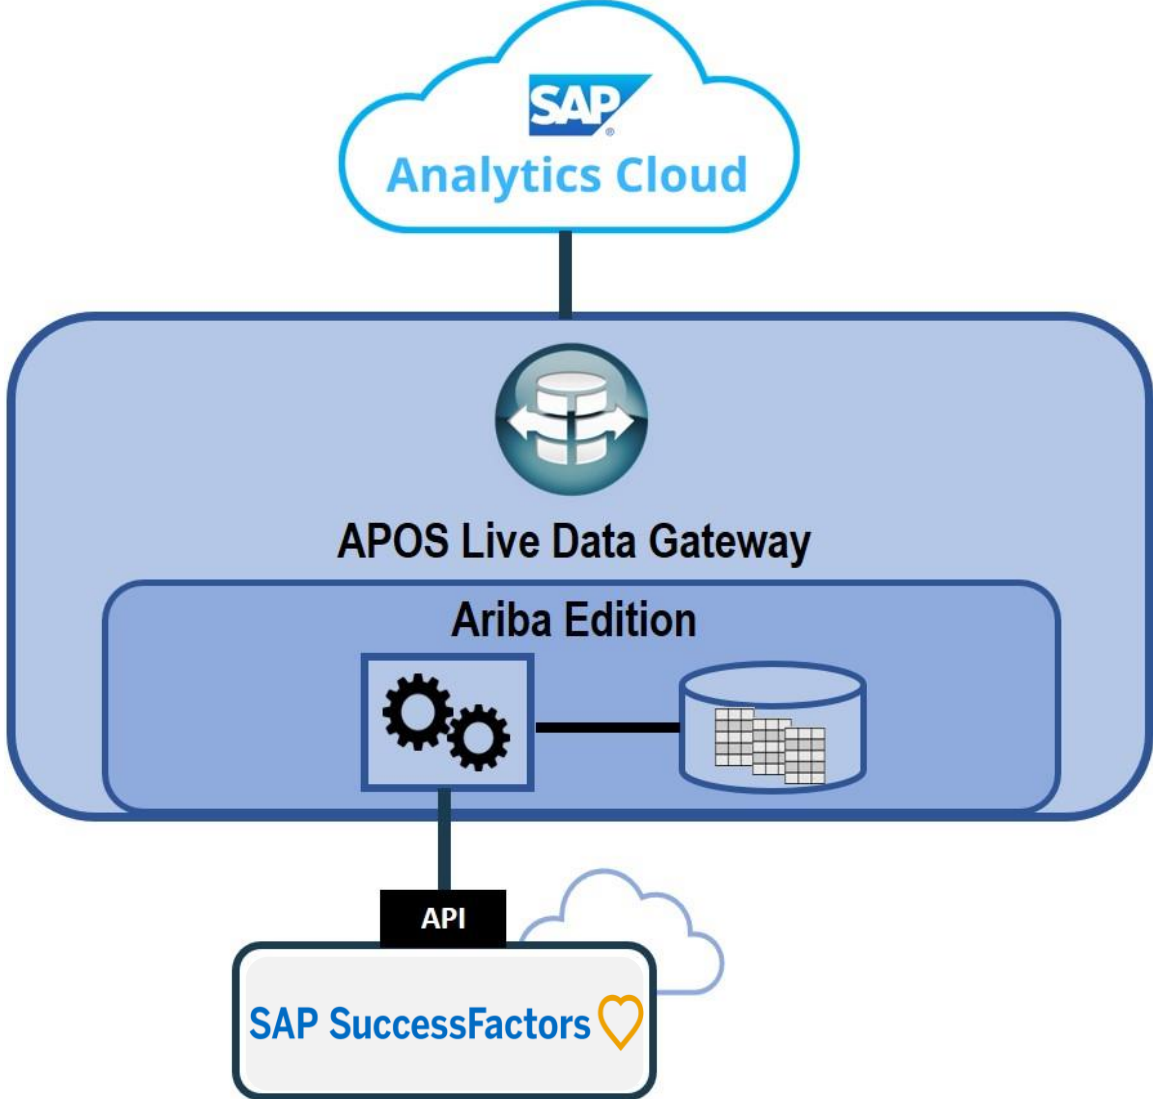 SAP
®
Analytics Cloud
APOS Live Data Gateway
Ariba Edition
API
SAP SuccessFactors